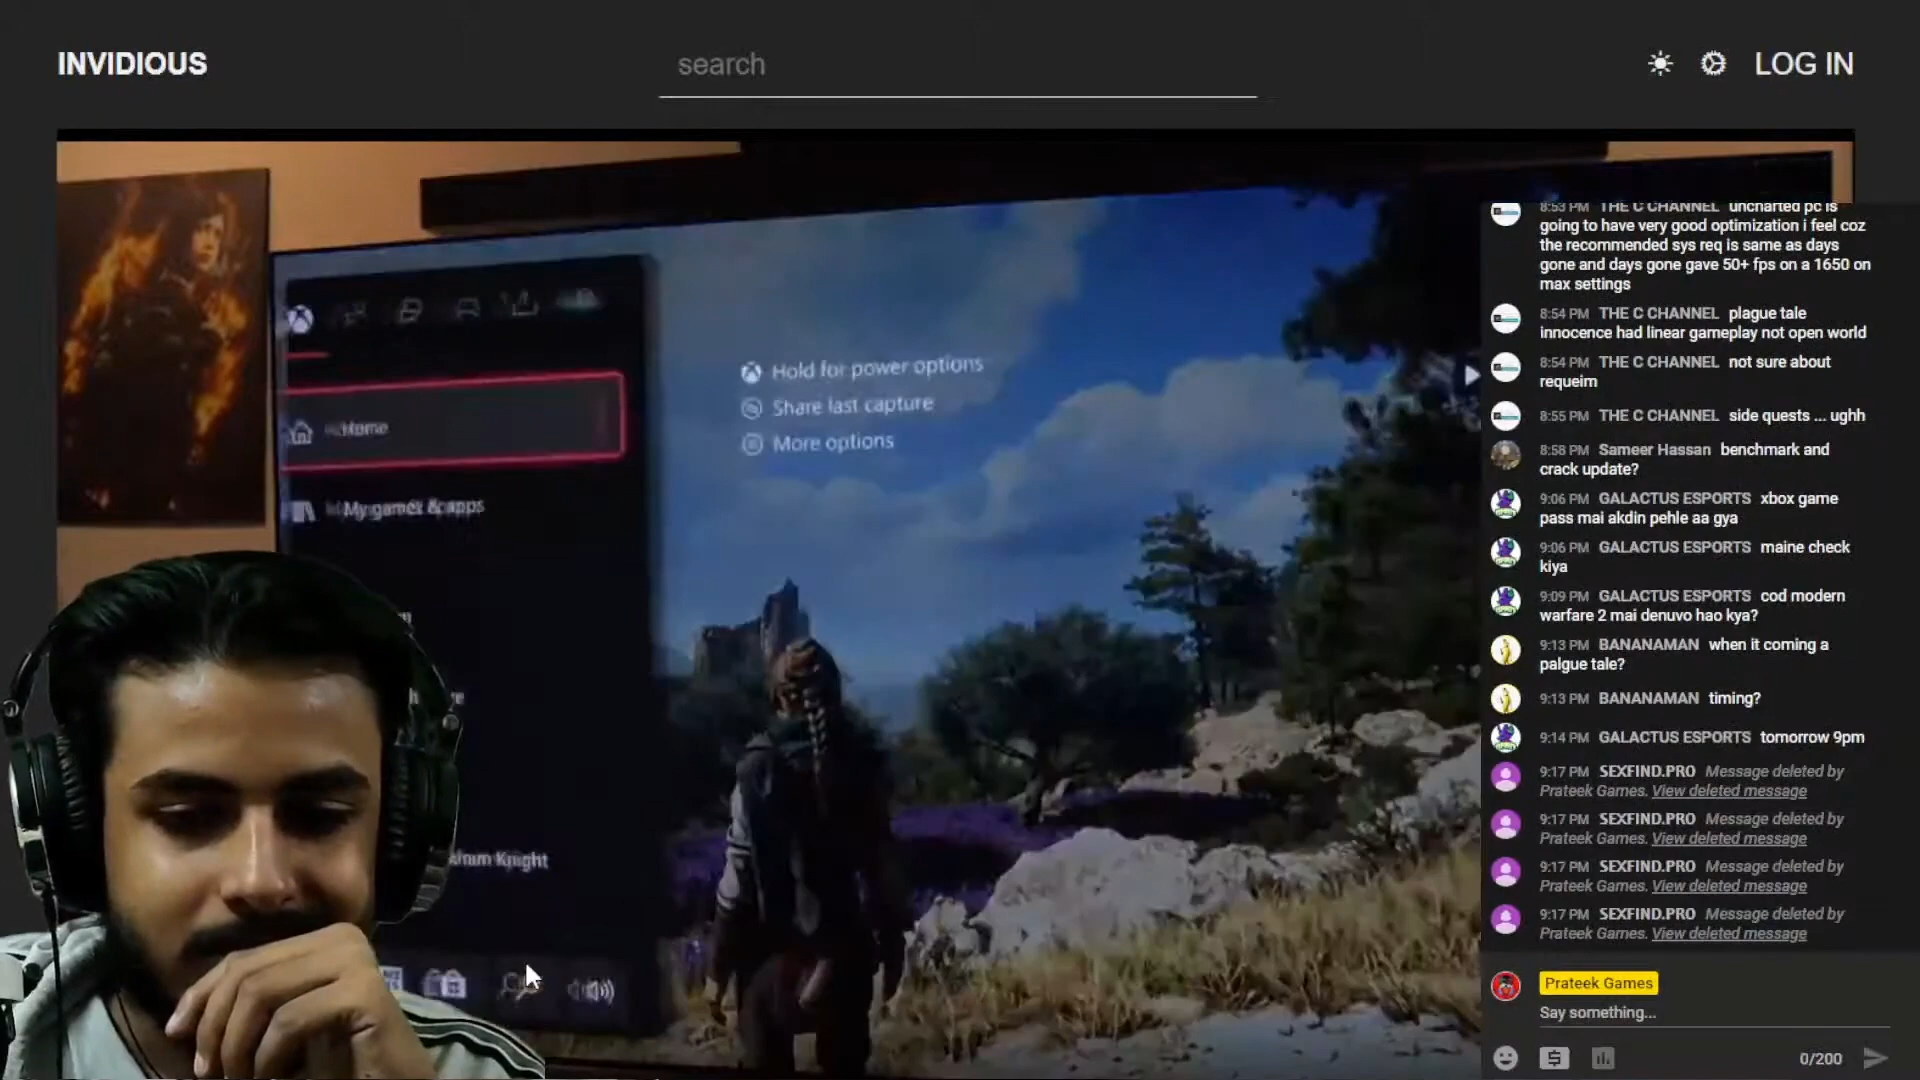 INVIDIOUS
search
LOG IN
Hold for power options
Share last capture
More options
Home
My games & apps
Knight
8:53 PM THE C CHANNEL uncharted pc is
going to have very good optimization i feel coz
the recommended sys req is same as days
gone and days gone gave 50+ fps on a 1650 on
max settings
8:54 PM THE C CHANNEL plague tale
innocence had linear gameplay not open world
8:54 PM THE C CHANNEL not sure about
requeim
8:55 PM THE C CHANNEL side quests ... ughh
8:58 PM Sameer Hassan benchmark and
crack update?
9:06 PM GALACTUS ESPORTS xbox game
pass mai akdin pehle aa gya
9:06 PM GALACTUS ESPORTS maine check
kiya
9:09 PM GALACTUS ESPORTS cod modern
warfare 2 mai denuvo hao kya?
9:13 PM BANANAMAN when it coming a
palgue tale?
9:13 PM BANANAMAN timing?
9:14 PM GALACTUS ESPORTS tomorrow 9pm
9:17 PM SEXFIND.PRO Message deleted by
Prateek Games. View deleted message
9:17 PM SEXFIND.PRO Message deleted by
Prateek Games. View deleted message
9:17 PM SEXFIND.PRO Message deleted by
Prateek Games. View deleted message
9:17 PM SEXFIND.PRO Message deleted by
Prateek Games. View deleted message
Prateek Games
Say something...
0/200